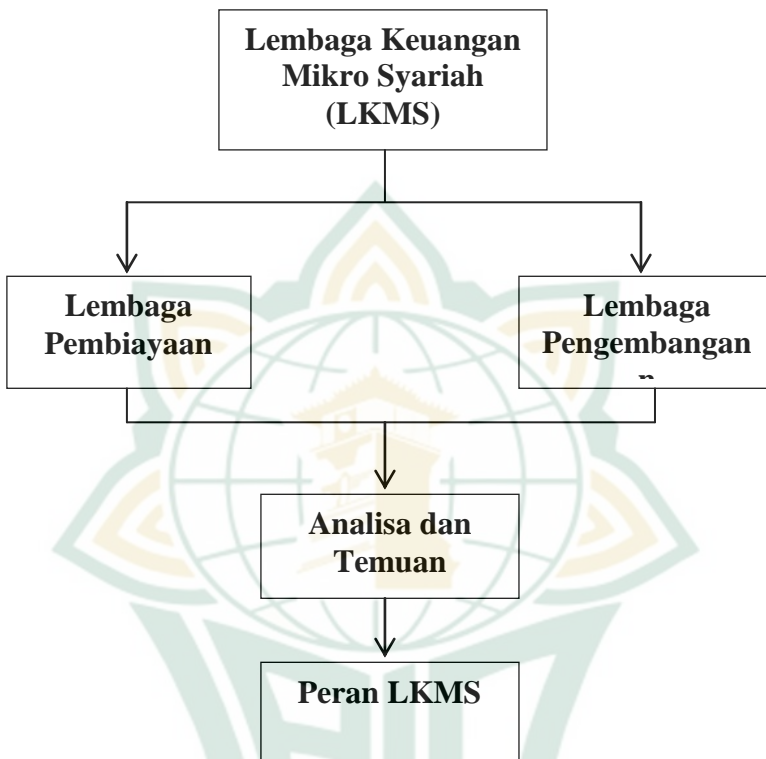 Lembaga Keuangan
Mikro Syariah
(LKMS)
Lembaga
Pembiayaan
Lembaga
Pengembangan
Analisa dan
Temuan
Peran LKMS